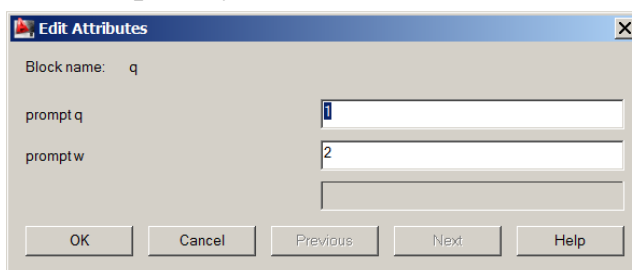 Edit Attributes
Block name: q
prompt q 1
prompt w 2
OK Cancel Previous Next Help